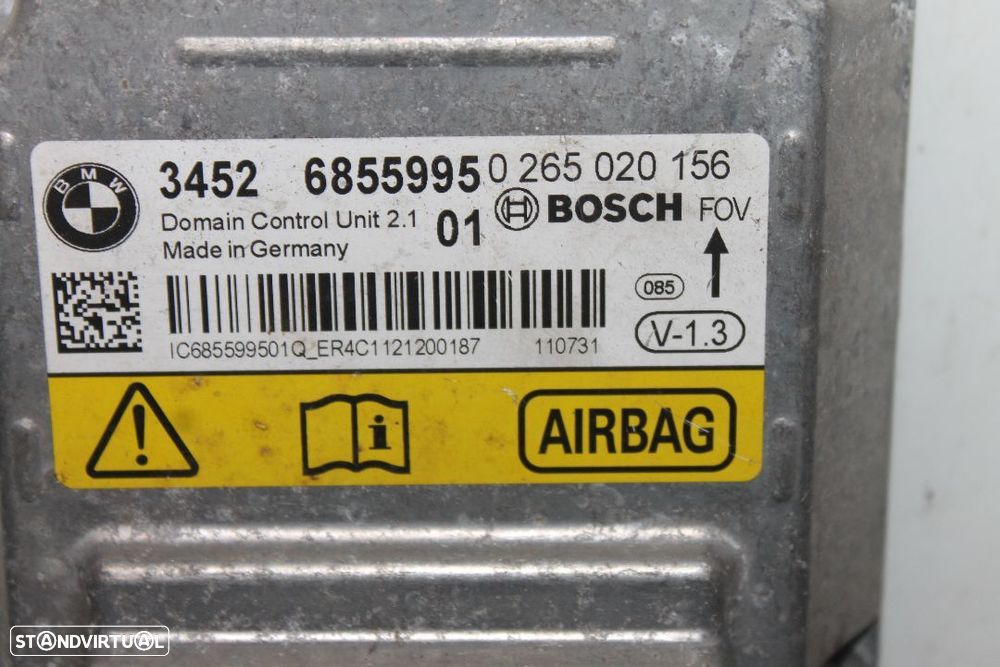 BMW
3452 6855995 0 265 020 156
Domain Control Unit 2.1 01 BOSCH FOV
Made in Germany
085
V-1.3
IC685599501Q_ER4C1121200187 110731
i
AIRBAG
STANDVIRTUAL